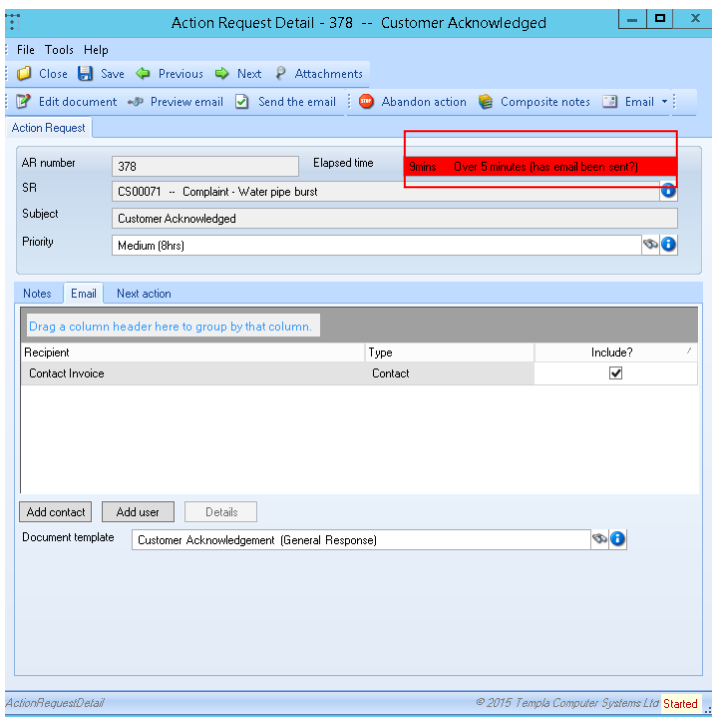 Action Request Detail - 378 -- Customer Acknowledged
File Tools Help
Close Save Previous Next Attachments
Edit document Preview email Send the email Abandon action Composite notes Email
Action Request
AR number 378 Elapsed time 9mins Over 5 minutes (has email been sent?)
SR CS00071 -- Complaint - Water pipe burst
Subject Customer Acknowledged
Priority Medium (8hrs)
Notes Email Next action
Drag a column header here to group by that column.
Recipient Type Include?
Contact Invoice Contact
Add contact Add user Details
Document template Customer Acknowledgement (General Response)
ActionRequestDetail © 2015 Templa Computer Systems Ltd Started